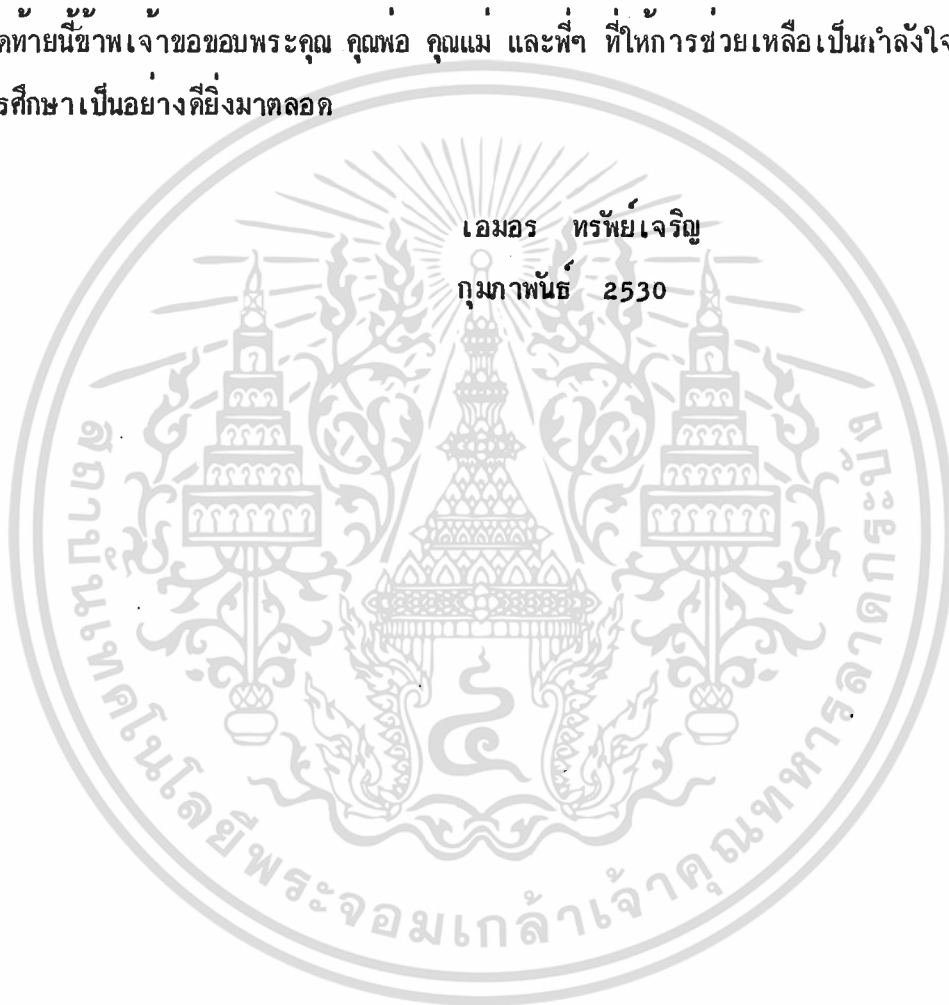 ดท้ายนี้ข้าพเจ้าขอขอบพระคุณ คุณพ่อ คุณแม่ และพี่ๆ ที่ให้การช่วยเหลือเป็นกำลังใจ
รศึกษาเป็นอย่างดียิ่งมาตลอด
เอมอร ทรัพย์เจริญ
กุมภาพันธ์ 2530
สถาบันเทคโนโลยีพระจอมเกล้าเจ้าคุณทหารลาดกระบัง
๔